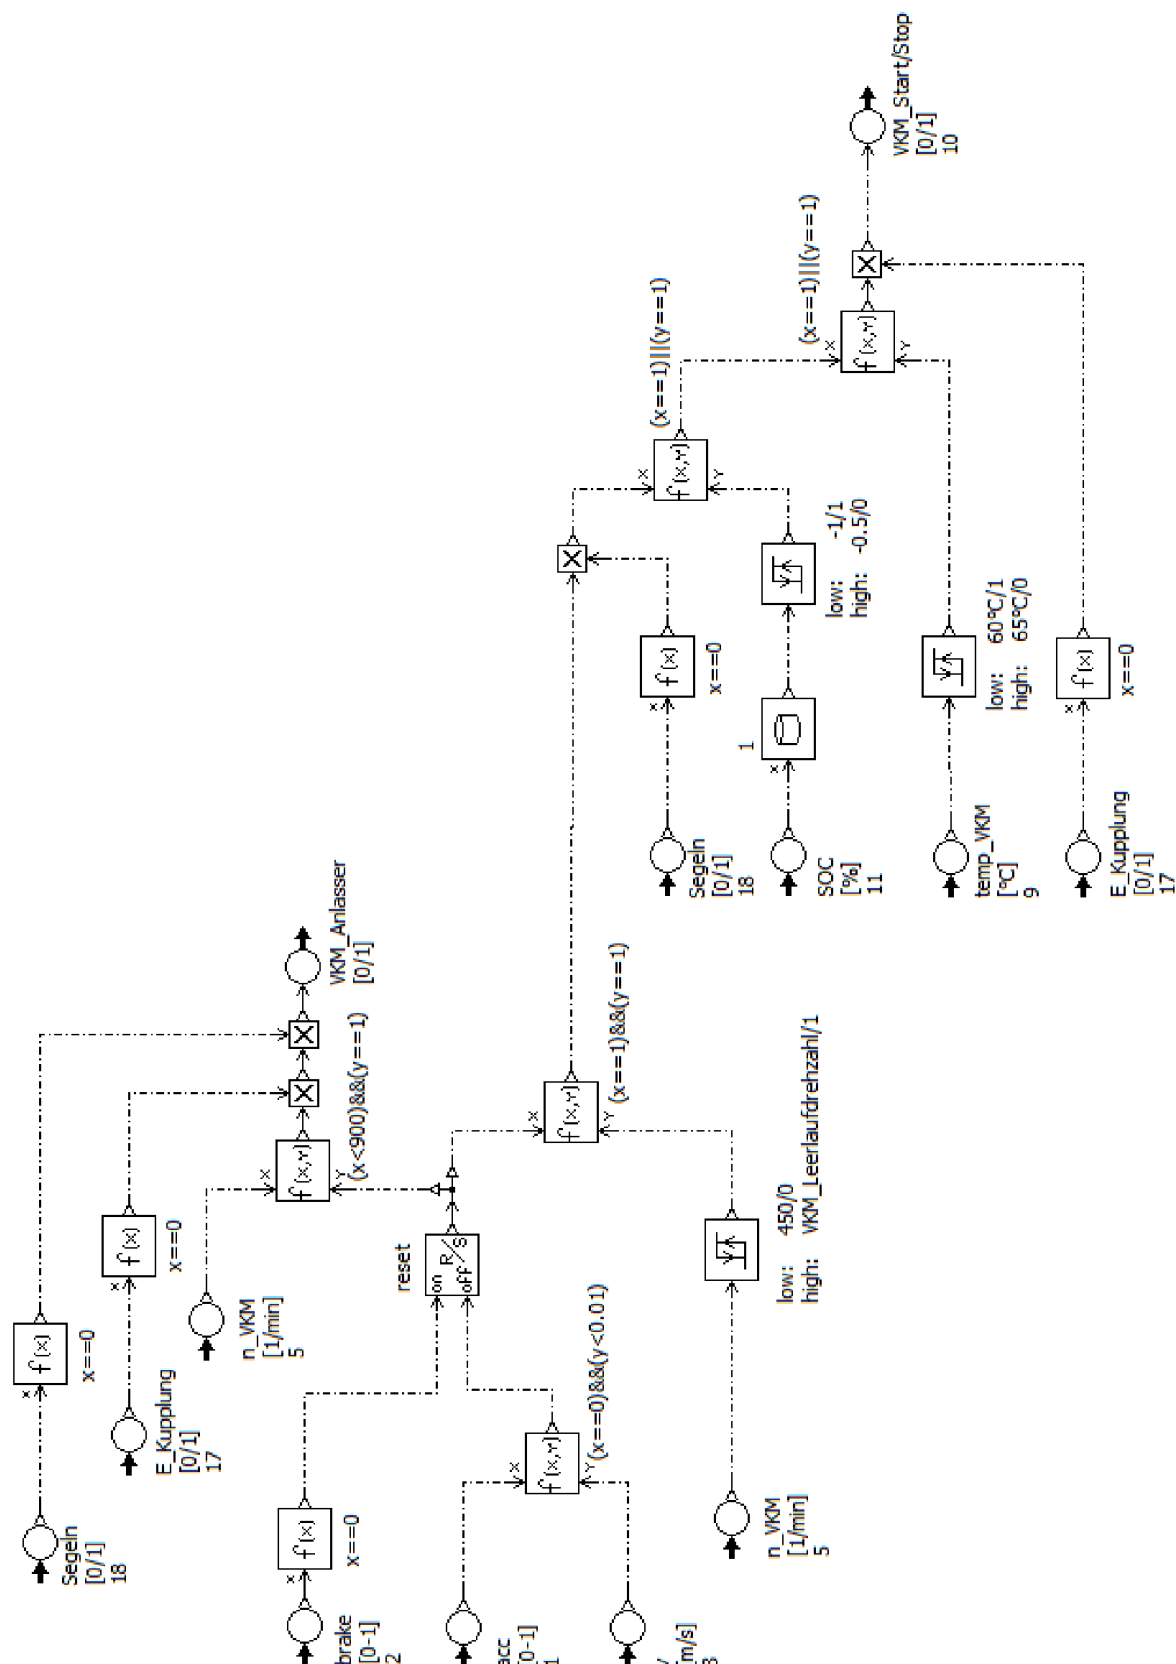 Segeln
[0/1]
18
x
f(x)
x==0
E_Kupplung
[0/1]
17
x
f(x)
x==0
n_VKM
[1/min]
5
X
Y
f(X,Y)
(x<900)&&(y==1)
X
X
VKM_Anlasser
[0/1]
brake
[0-1]
2
x
f(x)
x==0
acc
[0-1]
1
[m/s]
X
Y
f(X,Y)
(x==0)&&(y<0.01)
reset
on
off
R/S
n_VKM
[1/min]
5
low: 450/0
high: VKM_Leerlaufdrehzahl/1
X
Y
f(X,Y)
(x==1)&&(y==1)
Segeln
[0/1]
18
x
f(x)
x==0
X
SOC
[%]
11
x
1
low: -1/1
high: -0.5/0
X
Y
f(X,Y)
(x==1)||(y==1)
temp_VKM
[°C]
9
low: 60°C/1
high: 65°C/0
X
Y
f(X,Y)
(x==1)||(y==1)
E_Kupplung
[0/1]
17
x
f(x)
x==0
X
VKM_Start/Stop
[0/1]
10